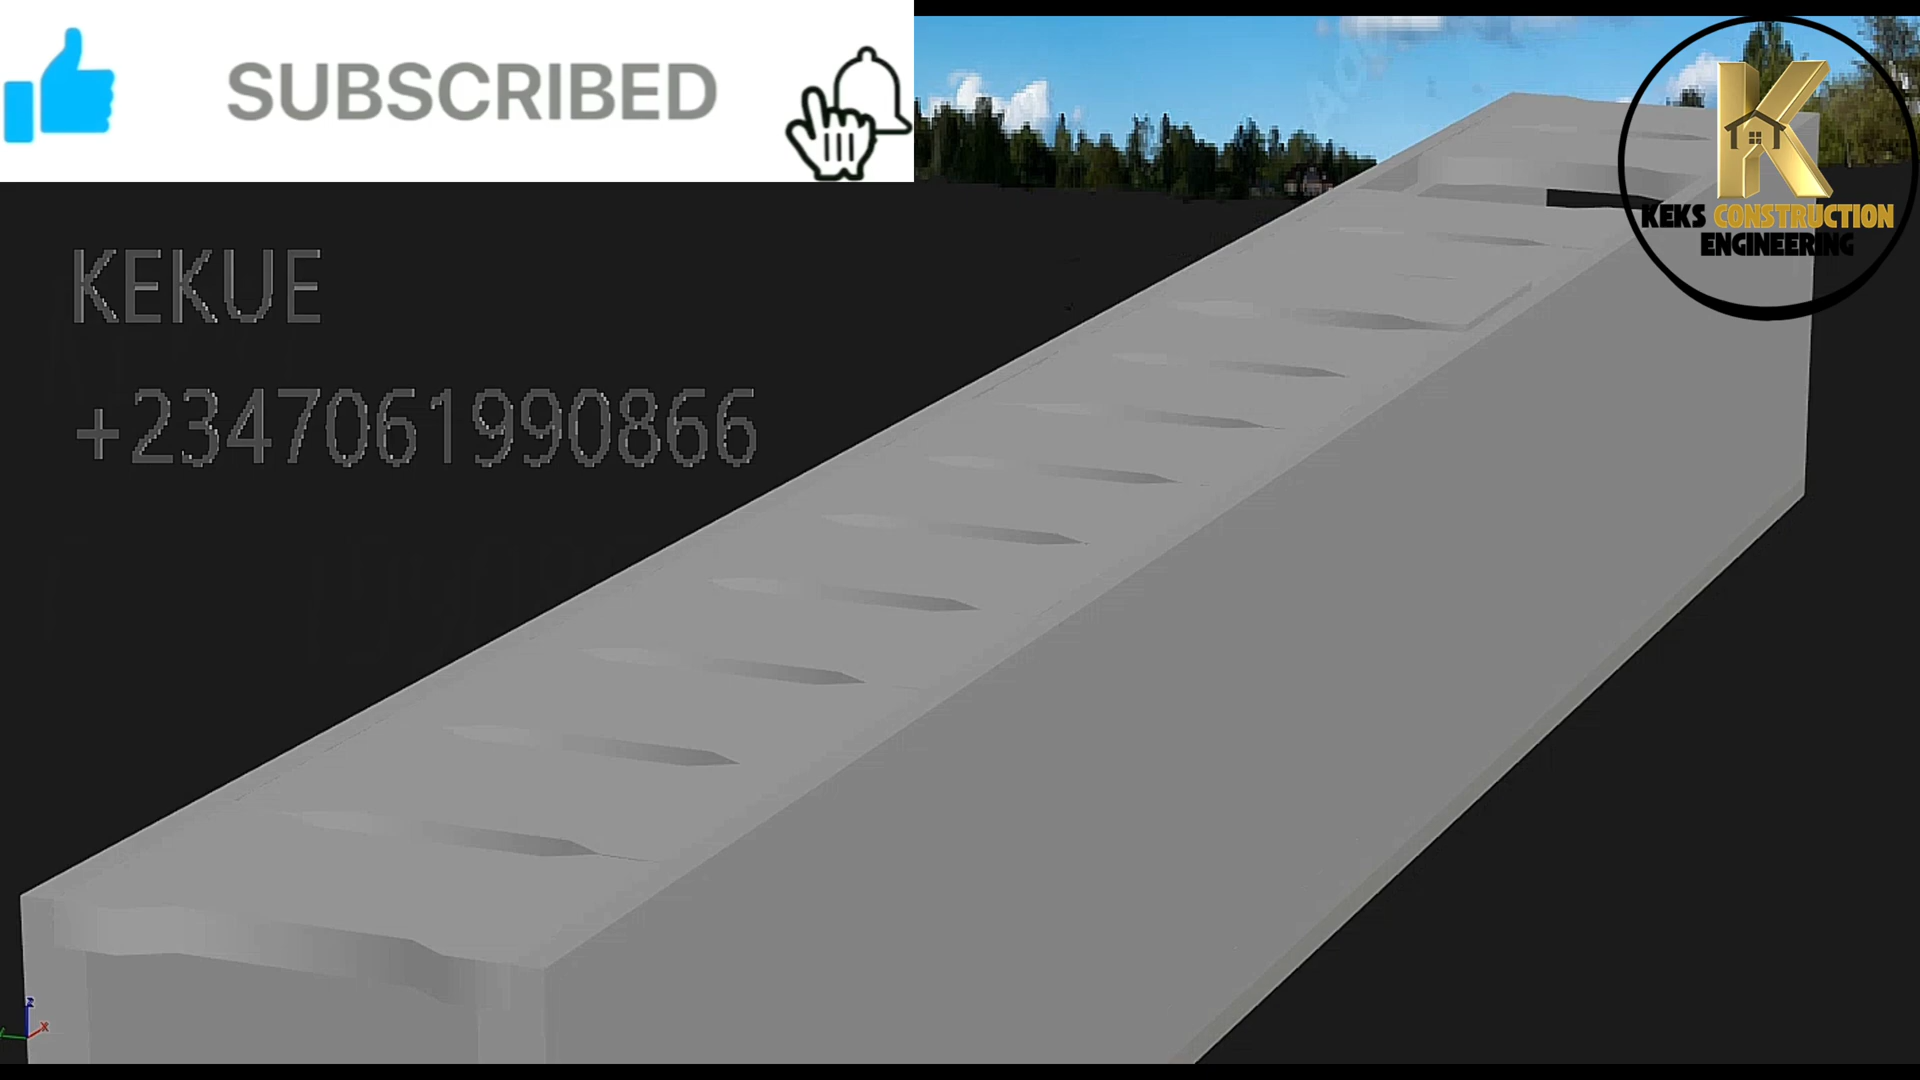 SUBSCRIBED
KEKUE
+2347061990866
K
KEKS CONSTRUCTION
ENGINEERING
Z
X